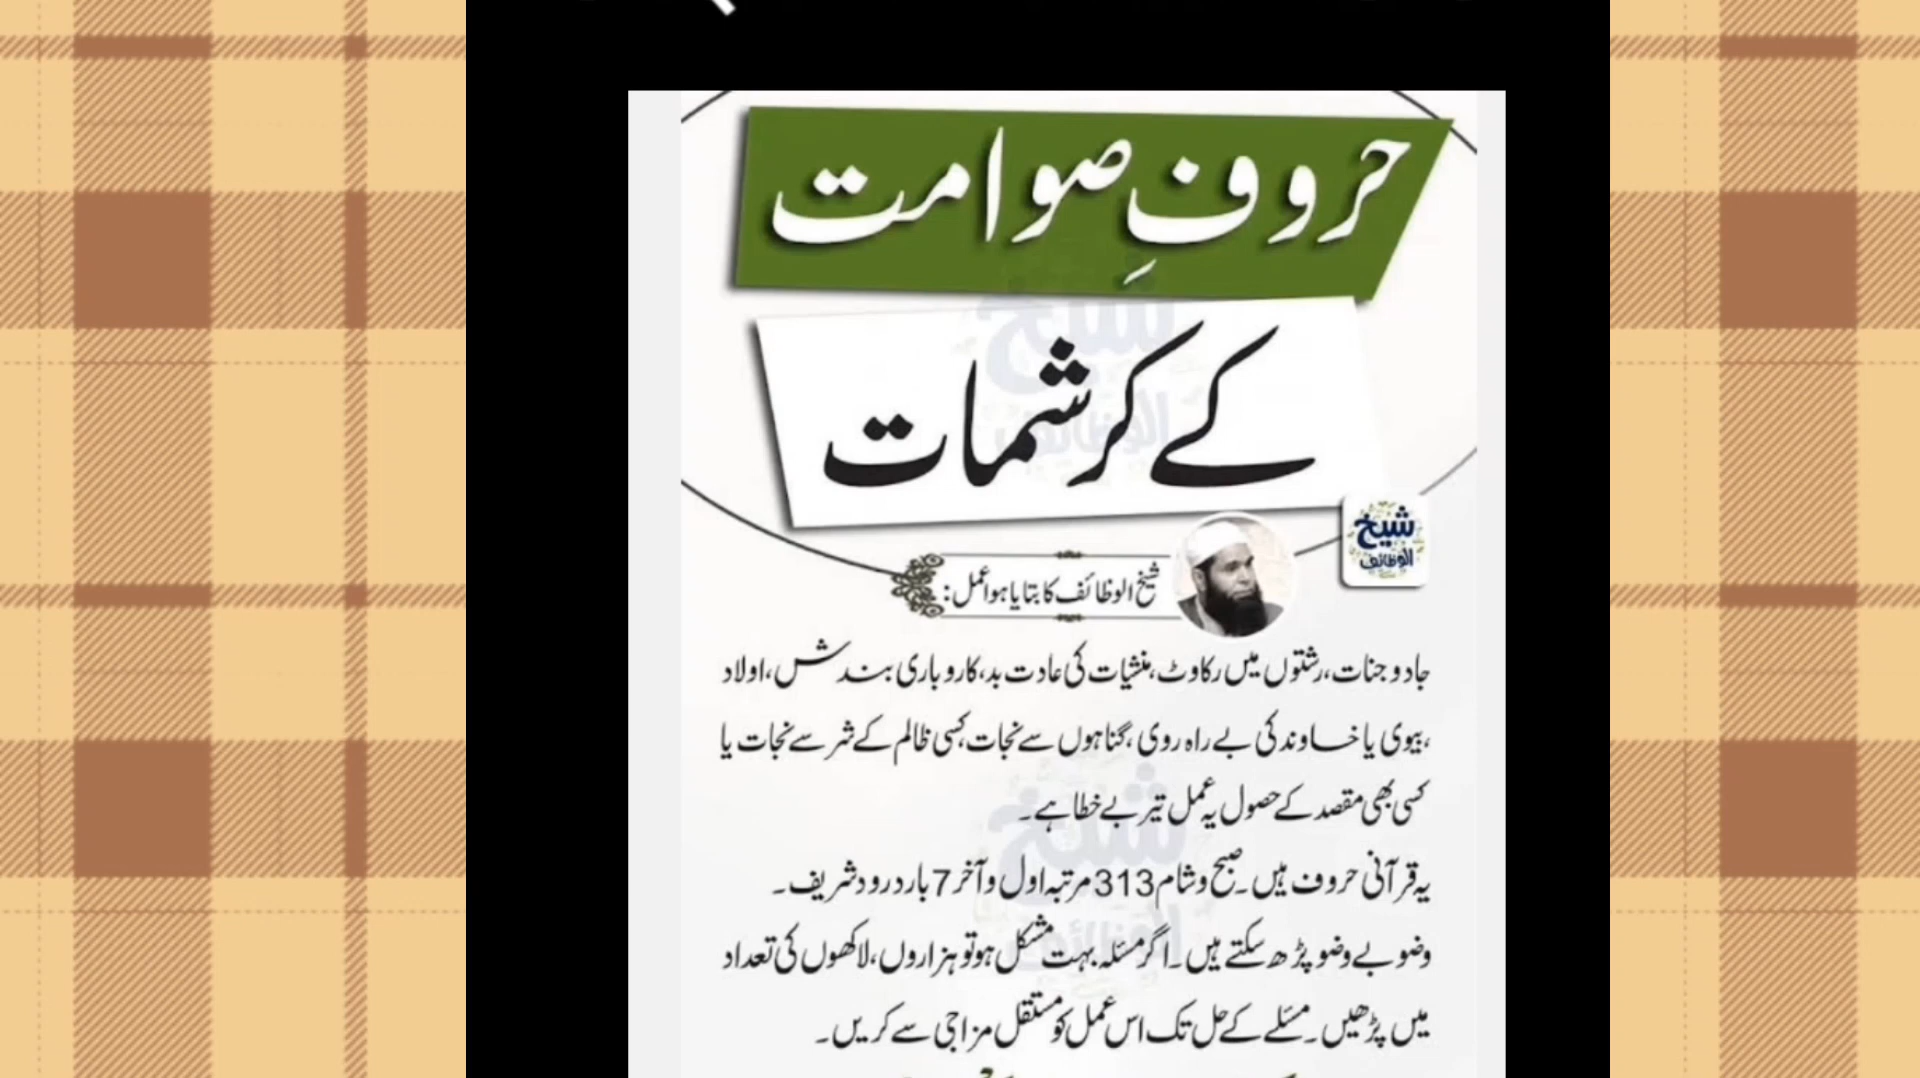 حروفِ صوامت
کے کرشمات
شیخ الوظائف
شیخ الوظائف کا بتایا ہوا عمل:
جادو جنات، رشتوں میں رکاوٹ، منشیات کی عادت بد، کاروباری بندش، اولاد
،بیوی یا خاوند کی بے راہ روی، گناہوں سے نجات، کسی ظالم کے شر سے نجات یا
کسی بھی مقصد کے حصول یہ عمل تیر بے خطا ہے۔
یہ قرآنی حروف ہیں۔ صبح و شام 313 مرتبہ اول و آخر 7 بار درود شریف۔
وضو بے وضو پڑھ سکتے ہیں۔ اگر مسئلہ بہت مشکل ہو تو ہزاروں، لاکھوں کی تعداد
میں پڑھیں۔ مسئلے کے حل تک اس عمل کو مستقل مزاجی سے کریں۔